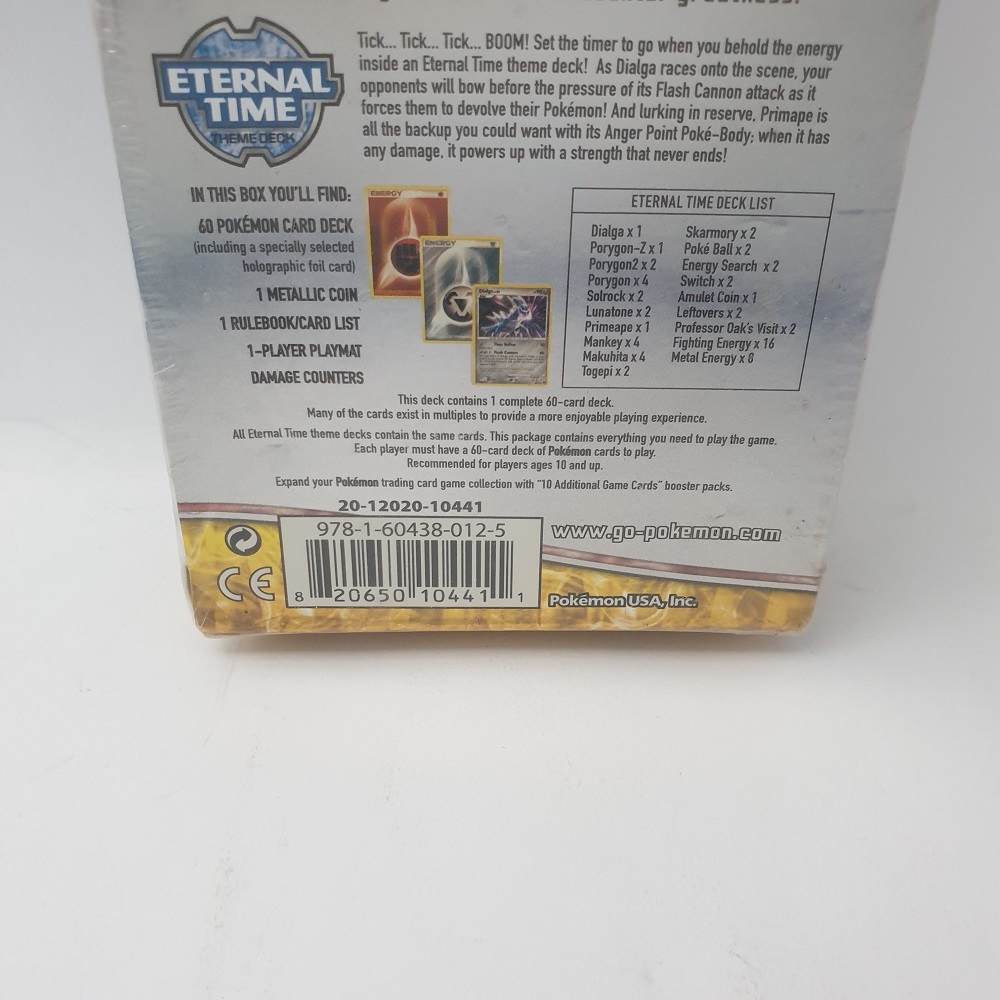 ETERNAL
TIME
THEME DECK
Tick... Tick... Tick... BOOM! Set the timer to go when you behold the energy
inside an Eternal Time theme deck! As Dialga races onto the scene, your
opponents will bow before the pressure of its Flash Cannon attack as it
forces them to devolve their Pokémon! And lurking in reserve, Primape is
all the backup you could want with its Anger Point Poké-Body: when it has
any damage, it powers up with a strength that never ends!
IN THIS BOX YOU'LL FIND:
60 POKÉMON CARD DECK
(including a specially selected
holographic foil card)
1 METALLIC COIN
1 RULEBOOK/CARD LIST
1-PLAYER PLAYMAT
DAMAGE COUNTERS
ENERGY
ENERGY
Dialga
Flash Cannon
ETERNAL TIME DECK LIST
Dialga x 1
Porygon-Z x 1
Porygon2 x 2
Porygon x 4
Solrock x 2
Lunatone x 2
Primeape x 1
Mankey x 4
Makuhita x 4
Togepi x 2
Skarmory x 2
Poké Ball x 2
Energy Search x 2
Switch x 2
Amulet Coin x 1
Leftovers x 2
Professor Oak's Visit x 2
Fighting Energy x 16
Metal Energy x 8
This deck contains 1 complete 60-card deck.
Many of the cards exist in multiples to provide a more enjoyable playing experience.
All Eternal Time theme decks contain the same cards. This package contains everything you need to play the game.
Each player must have a 60-card deck of Pokémon cards to play.
Recommended for players ages 10 and up.
Expand your Pokémon trading card game collection with "10 Additional Game Cards" booster packs.
20-12020-10441
978-1-60438-012-5
8 20650 10441 1
CE
www.go-pokemon.com
Pokémon USA, Inc.